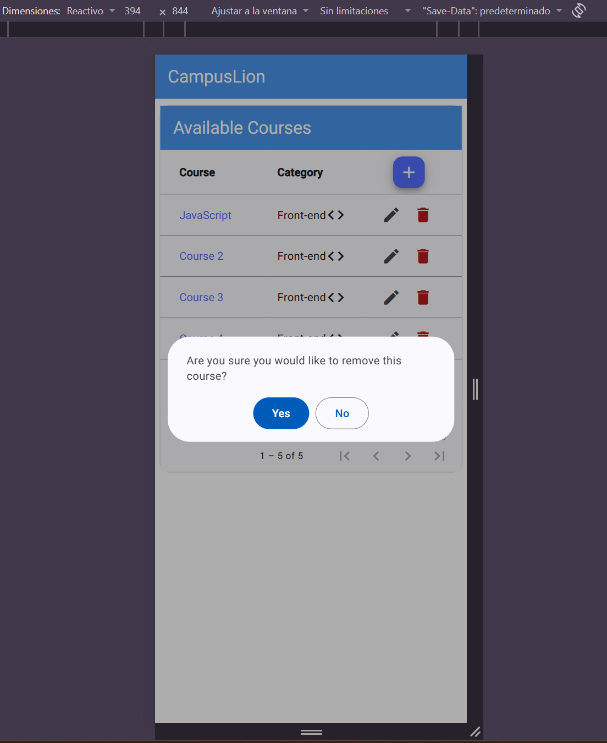 Dimensiones: Reactivo 394 × 844 Ajustar a la ventana Sin limitaciones "Save-Data": predeterminado
CampusLion
Available Courses
Course Category +
JavaScript Front-end
Course 2 Front-end
Course 3 Front-end
Are you sure you would like to remove this
course?
Yes No
1 – 5 of 5